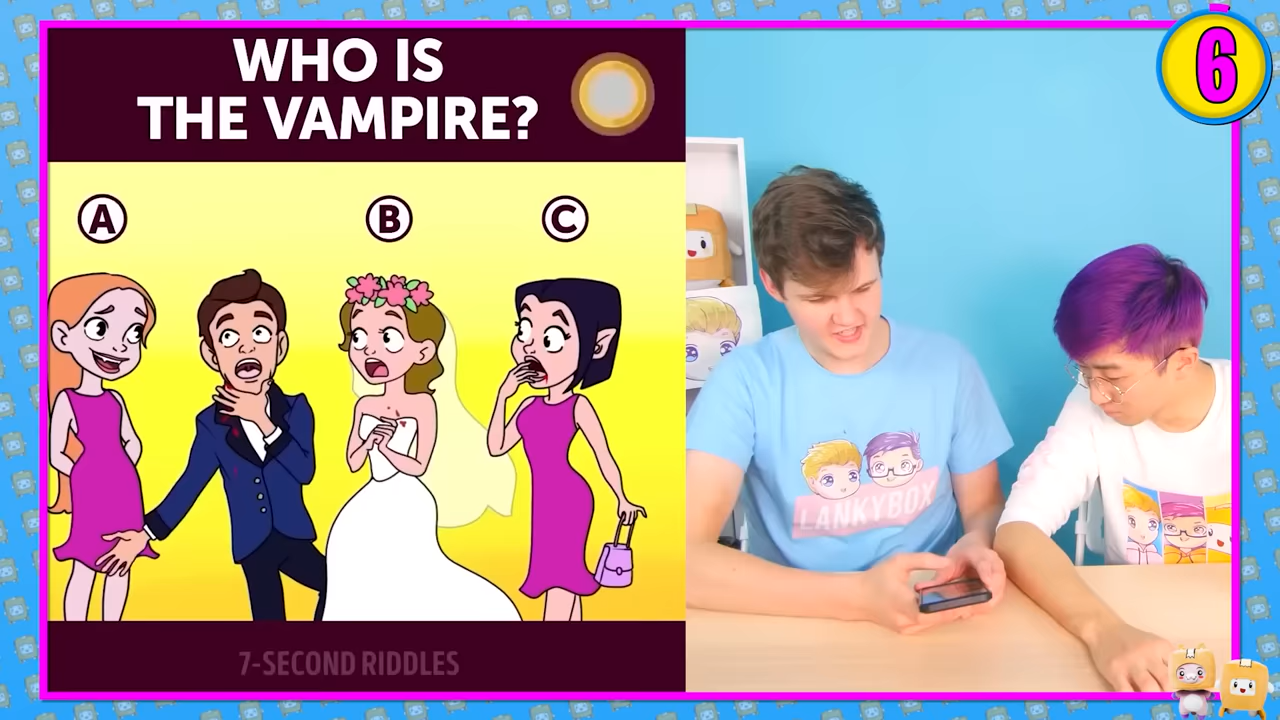 WHO IS
THE VAMPIRE?
6
A
B
C
LANKYBOX
7-SECOND RIDDLES